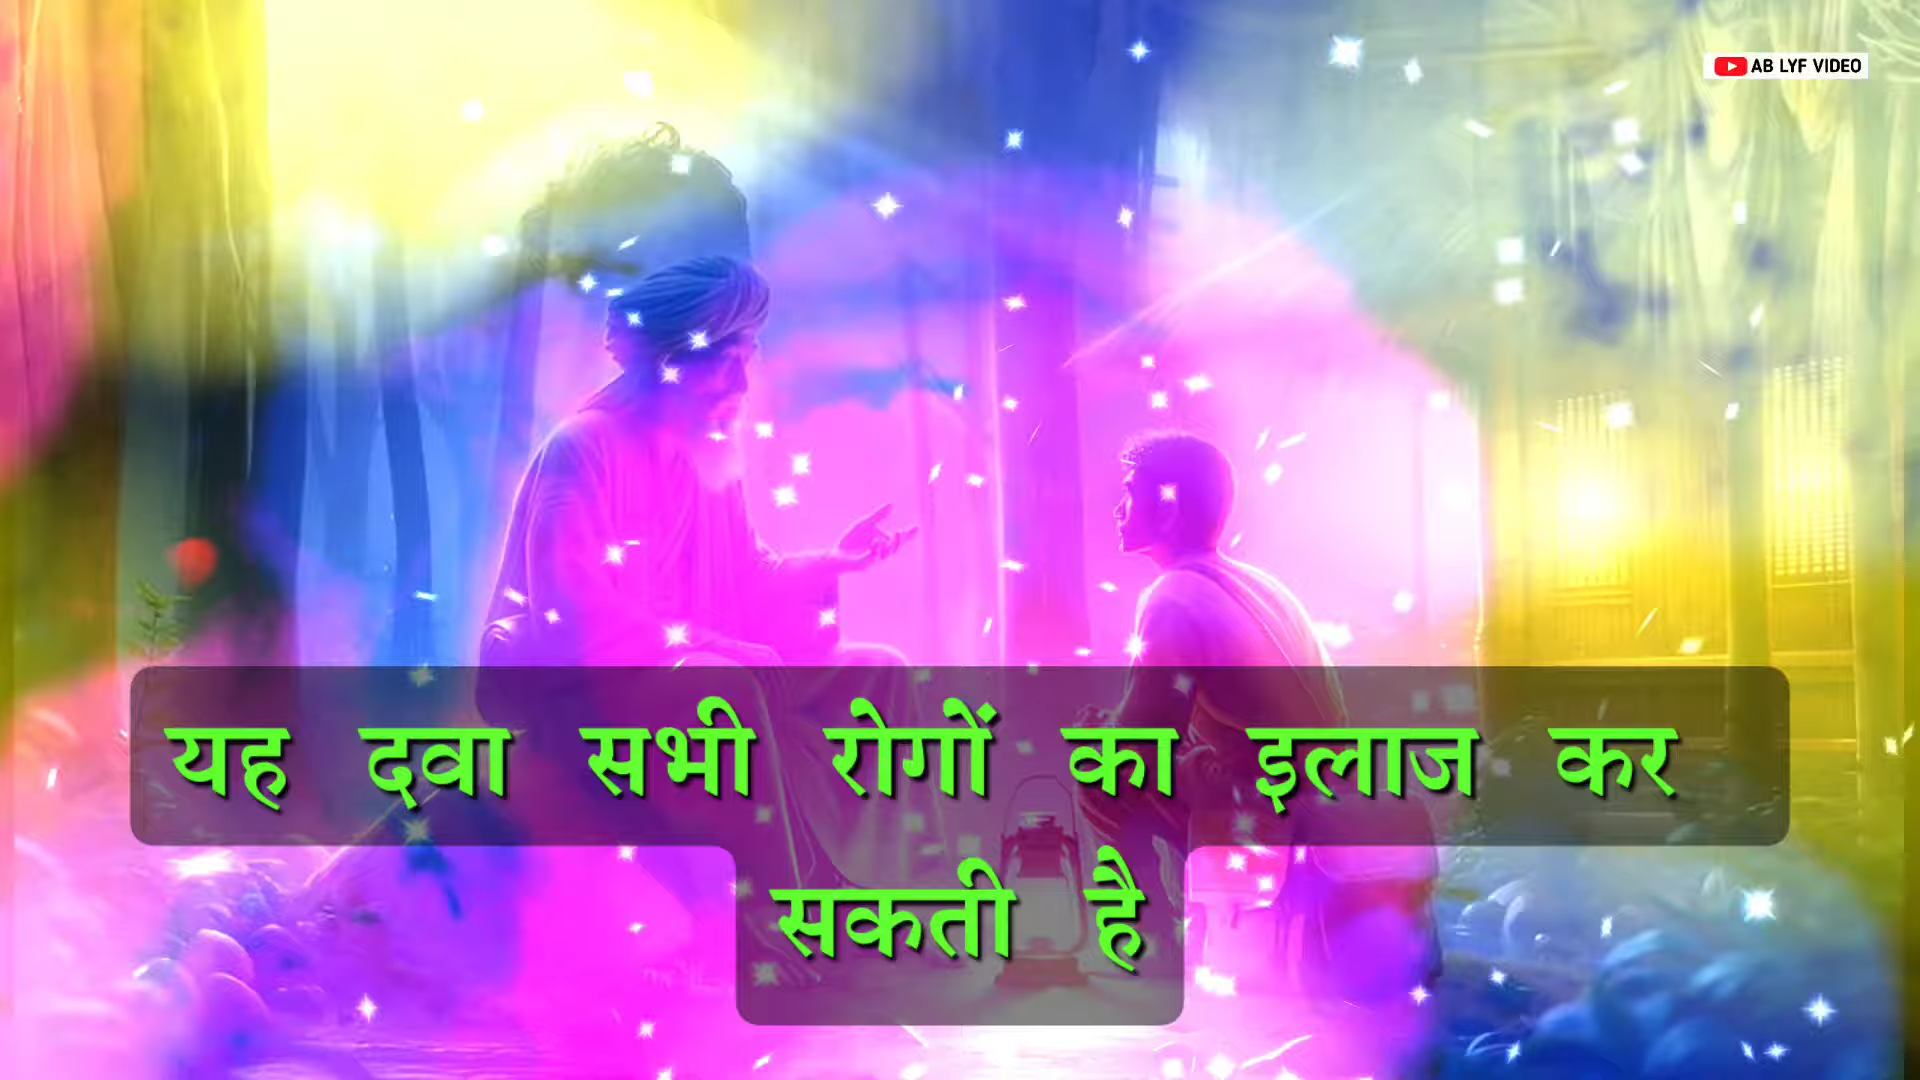 AB LYF VIDEO
यह दवा सभी रोगों का इलाज कर
सकती है